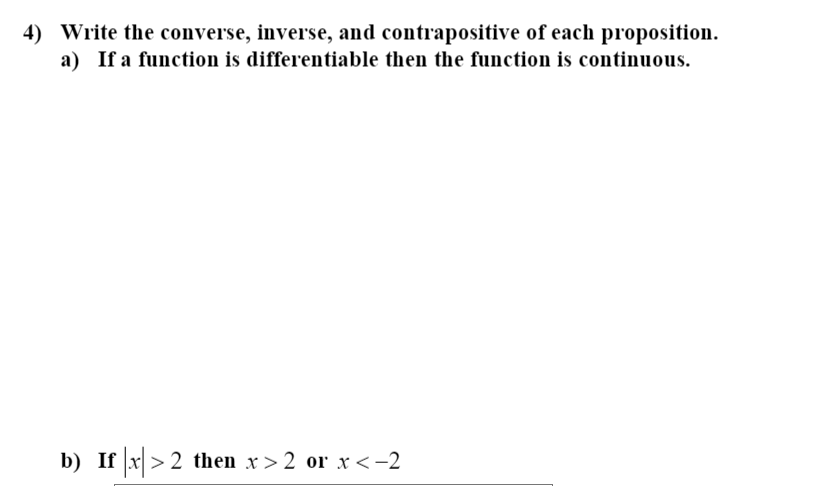 4) Write the converse, inverse, and contrapositive of each proposition.
a) If a function is differentiable then the function is continuous.
b) If |x| > 2 then x > 2 or x < −2